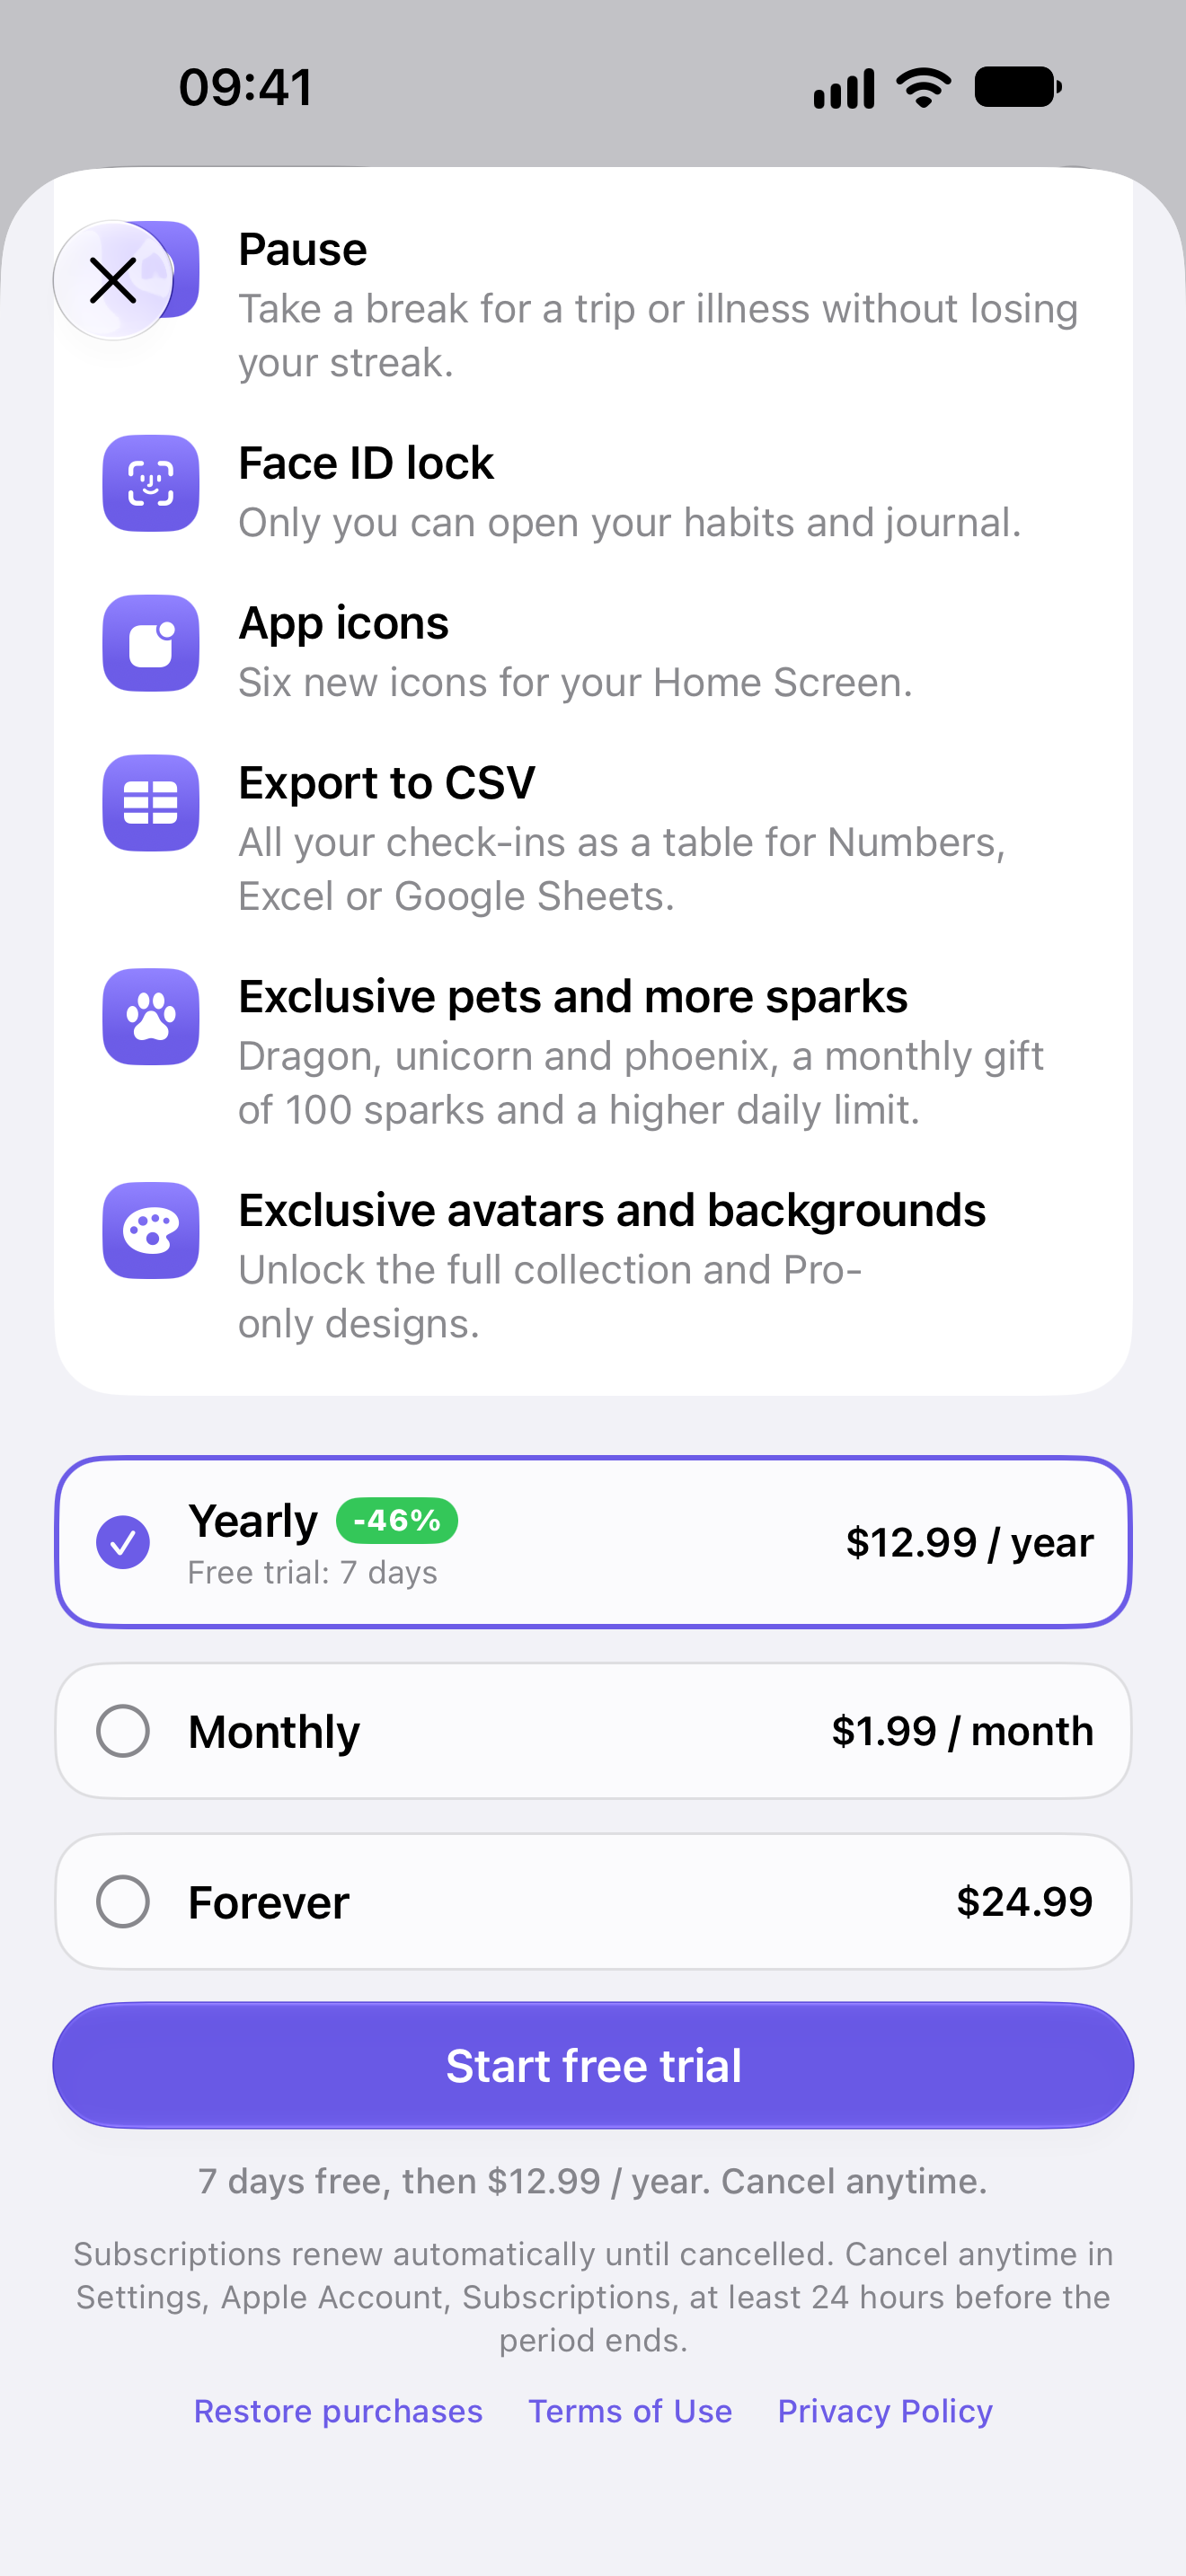 09:41
Pause
Take a break for a trip or illness without losing
your streak.
Face ID lock
Only you can open your habits and journal.
App icons
Six new icons for your Home Screen.
Export to CSV
All your check-ins as a table for Numbers,
Excel or Google Sheets.
Exclusive pets and more sparks
Dragon, unicorn and phoenix, a monthly gift
of 100 sparks and a higher daily limit.
Exclusive avatars and backgrounds
Unlock the full collection and Pro-
only designs.
Yearly -46%
$12.99 / year
Free trial: 7 days
Monthly $1.99 / month
Forever $24.99
Start free trial
7 days free, then $12.99 / year. Cancel anytime.
Subscriptions renew automatically until cancelled. Cancel anytime in
Settings, Apple Account, Subscriptions, at least 24 hours before the
period ends.
Restore purchases Terms of Use Privacy Policy